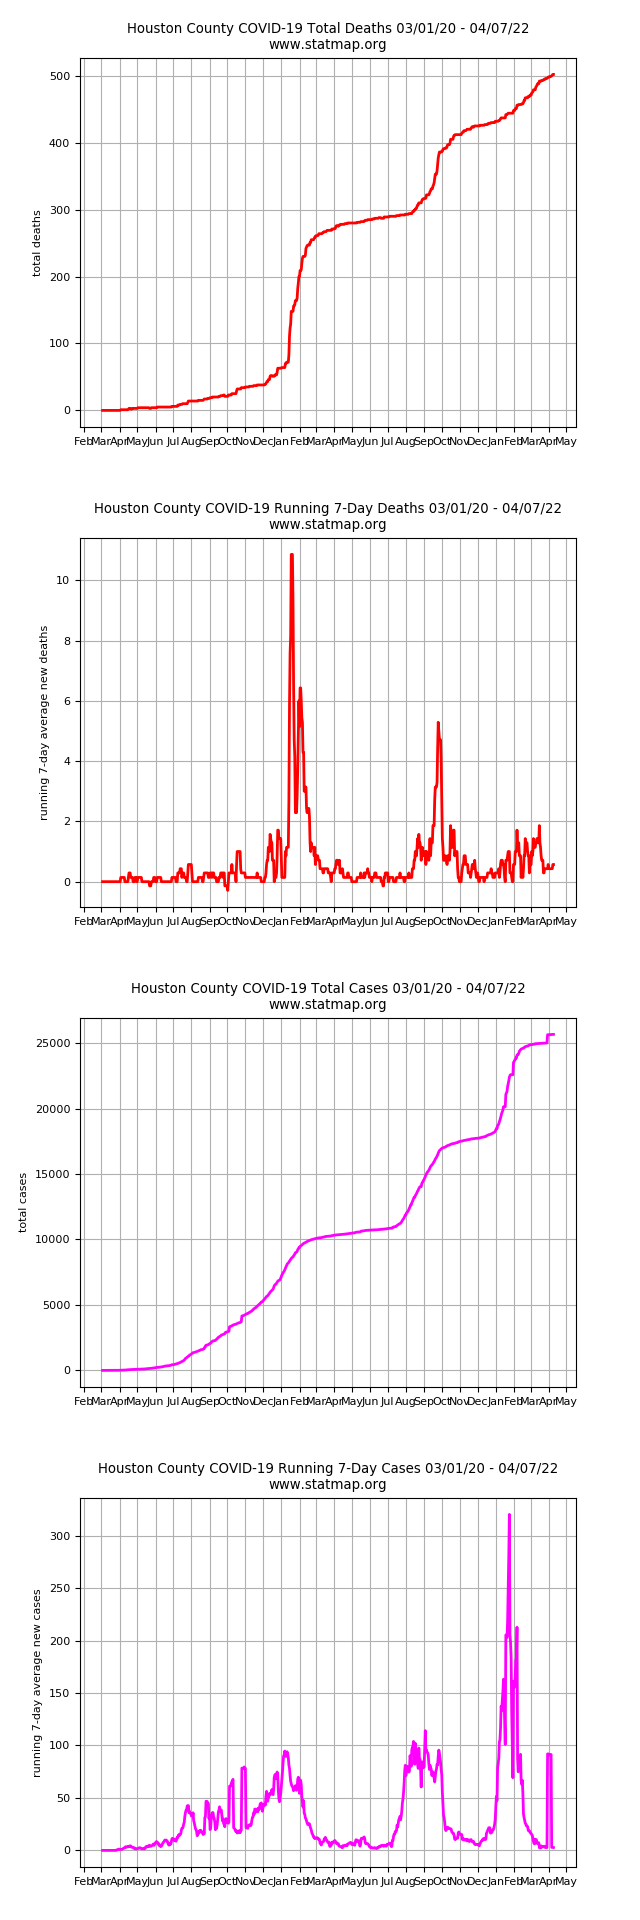 Houston County COVID-19 Total Deaths 03/01/20 - 04/07/22
www.statmap.org
500
400
300
200
100
0
total deaths
Feb Mar Apr May Jun Jul Aug Sep Oct Nov Dec Jan Feb Mar Apr May Jun Jul Aug Sep Oct Nov Dec Jan Feb Mar Apr May
Houston County COVID-19 Running 7-Day Deaths 03/01/20 - 04/07/22
www.statmap.org
10
8
6
4
2
0
running 7-day average new deaths
Feb Mar Apr May Jun Jul Aug Sep Oct Nov Dec Jan Feb Mar Apr May Jun Jul Aug Sep Oct Nov Dec Jan Feb Mar Apr May
Houston County COVID-19 Total Cases 03/01/20 - 04/07/22
www.statmap.org
25000
20000
15000
10000
5000
0
total cases
Feb Mar Apr May Jun Jul Aug Sep Oct Nov Dec Jan Feb Mar Apr May Jun Jul Aug Sep Oct Nov Dec Jan Feb Mar Apr May
Houston County COVID-19 Running 7-Day Cases 03/01/20 - 04/07/22
www.statmap.org
300
250
200
150
100
50
0
running 7-day average new cases
Feb Mar Apr May Jun Jul Aug Sep Oct Nov Dec Jan Feb Mar Apr May Jun Jul Aug Sep Oct Nov Dec Jan Feb Mar Apr May